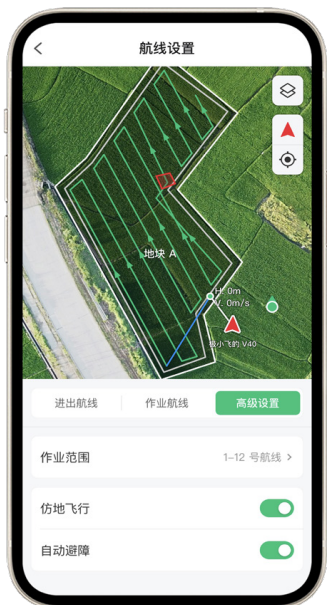 航线设置
地块 A
H. 0m
V. 0m/s
极小飞的 V40
进出航线
作业航线
高级设置
作业范围
1-12 号航线 >
仿地飞行
自动避障